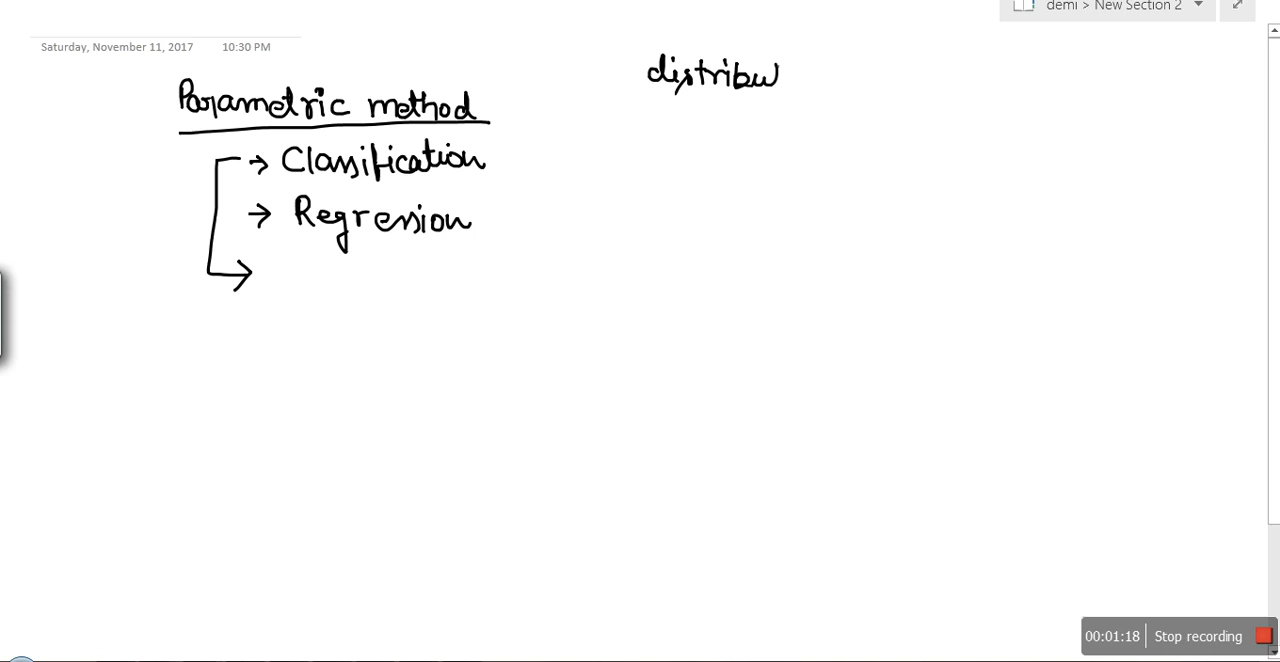 demi > New Section 2
Saturday, November 11, 2017 10:30 PM
distribu
Parametric method
→ Classification
→ Regression
→
00:01:18 Stop recording